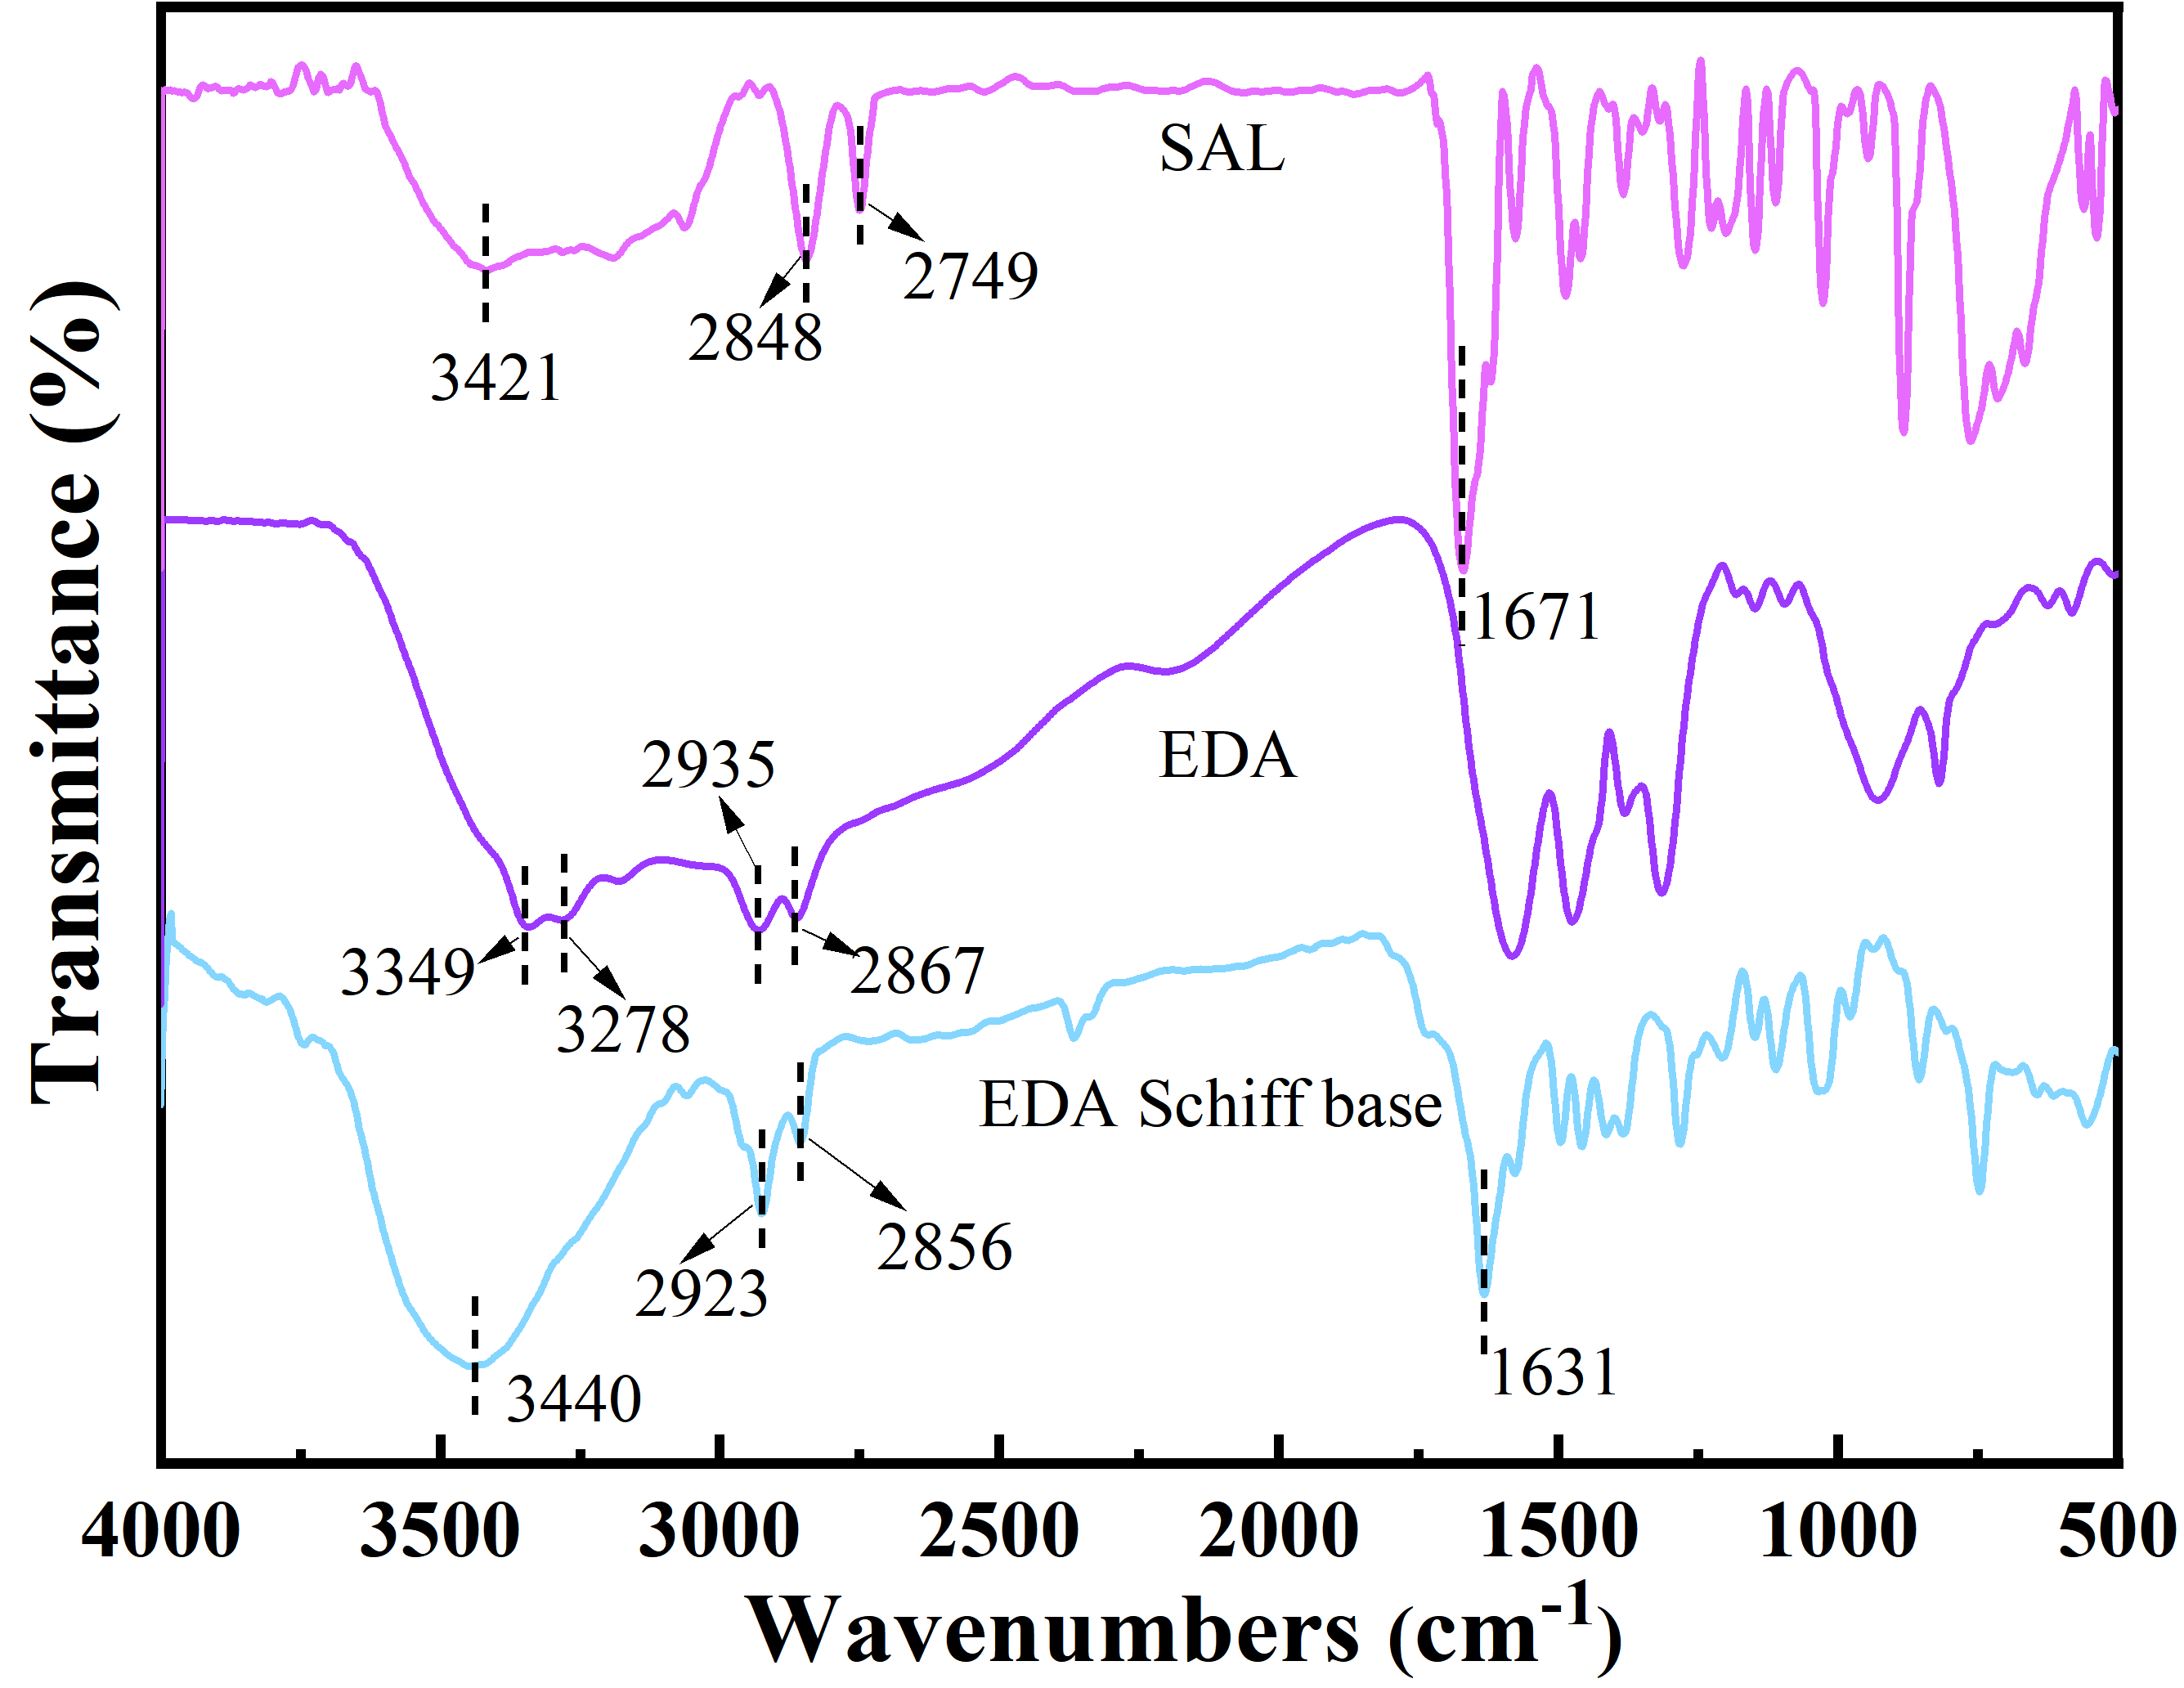 SAL
2749
2848
3421
1671
2935
EDA
3349
2867
3278
EDA Schiff base
2856
2923
1631
3440
Transmittance (%)
4000 3500 3000 2500 2000 1500 1000 500
Wavenumbers (cm-1)